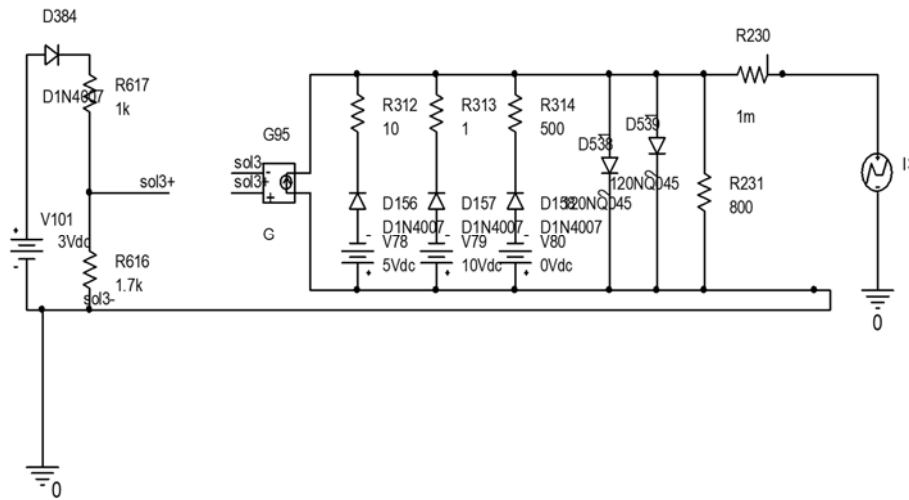 D384
R617
D1N4007
1k
sol3+
V101
3Vdc
R616
1.7k
sol3-
0
G95
sol3-
sol3+
G
R312
10
R313
1
R314
500
D156
D1N4007
V78
5Vdc
D157
D1N4007
V79
10Vdc
D1N4007
V80
0Vdc
D538
120NQ045
D539
120NQ045
R231
800
R230
1m
0